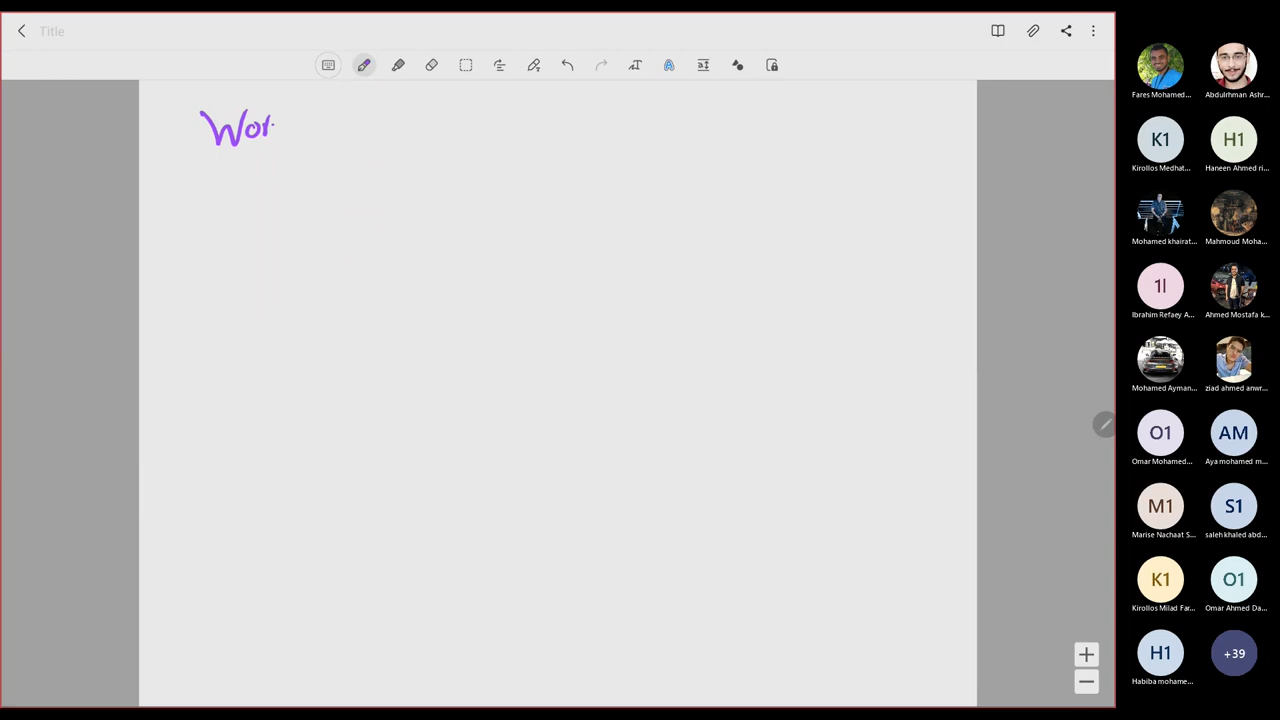 Title
Wor
Fares Mohamed...
Abdulrhman Ashr...
K1
H1
Kirollos Medhat...
Haneen Ahmed ri...
Mohamed khairat...
Mahmoud Moha...
1I
Ibrahim Refaey A...
Ahmed Mostafa k...
Mohamed Ayman...
ziad ahmed anwr...
O1
AM
Omar Mohamed...
Aya mohamed m...
M1
S1
Marise Nachaat S...
saleh khaled abd...
K1
O1
Kirollos Milad Far...
Omar Ahmed Da...
H1
+39
Habiba mohame...